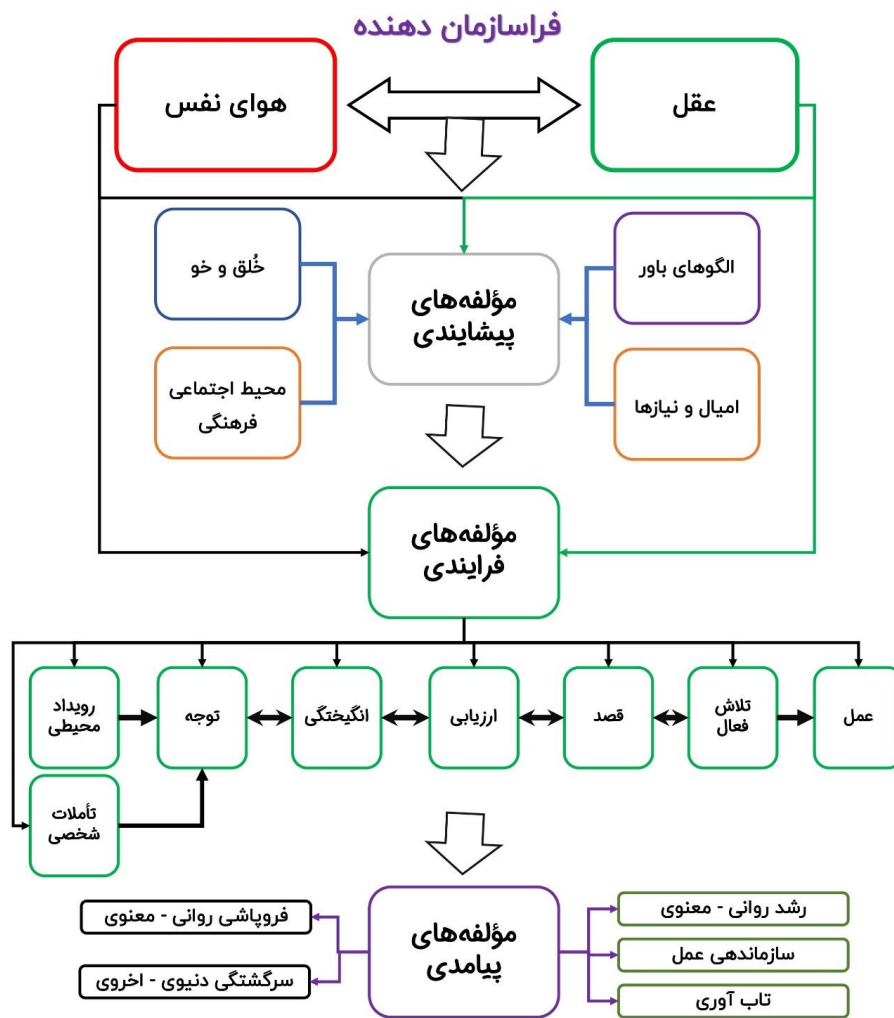 فراسازمان دهنده
عقل
هوای نفس
الگوهای باور
خُلق و خو
مؤلفه‌های
پیشایندی
امیال و نیازها
محیط اجتماعی
فرهنگی
مؤلفه‌های
فرایندی
رویداد
محیطی
توجه
انگیختگی
ارزیابی
قصد
تلاش
فعال
عمل
تأملات
شخصی
مؤلفه‌های
پیامدی
رشد روانی - معنوی
سازماندهی عمل
تاب آوری
فروپاشی روانی - معنوی
سرگشتگی دنیوی - اخروی